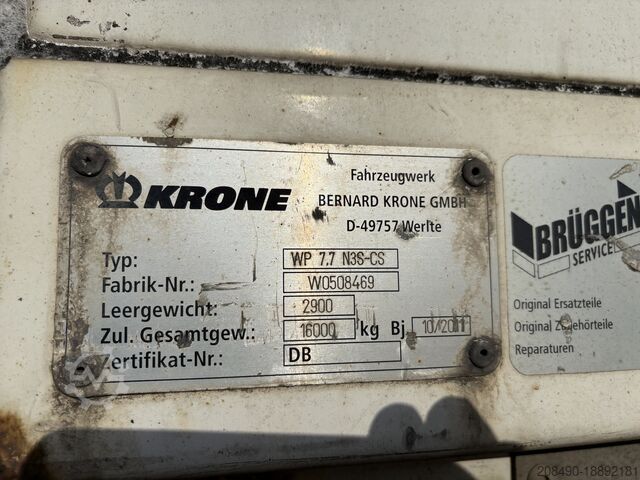 KRONE
Fahrzeugwerk
BERNARD KRONE GMBH
D-49757 Werlte
Typ: WP 7.7 N3S-CS
Fabrik-Nr.: W0508469
Leergewicht: 2900
Zul. Gesamtgew.: 16000 kg Bj 10/2011
Zertifikat-Nr.: DB
BRÜGGEN
SERVICE
Original Ersatzteile
Original Zubehörteile
Reparaturen
208490-18892181